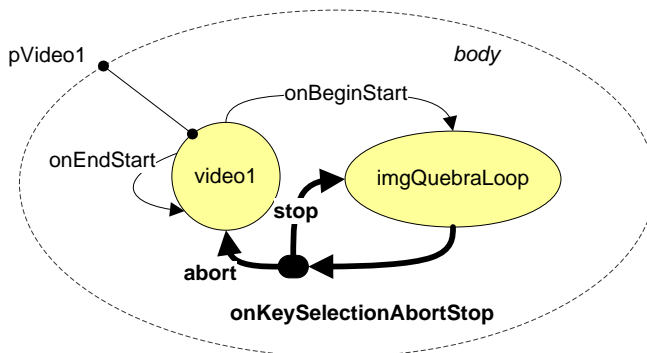 pVideo1
body
onBeginStart
onEndStart
video1
imgQuebraLoop
stop
abort
onKeySelectionAbortStop